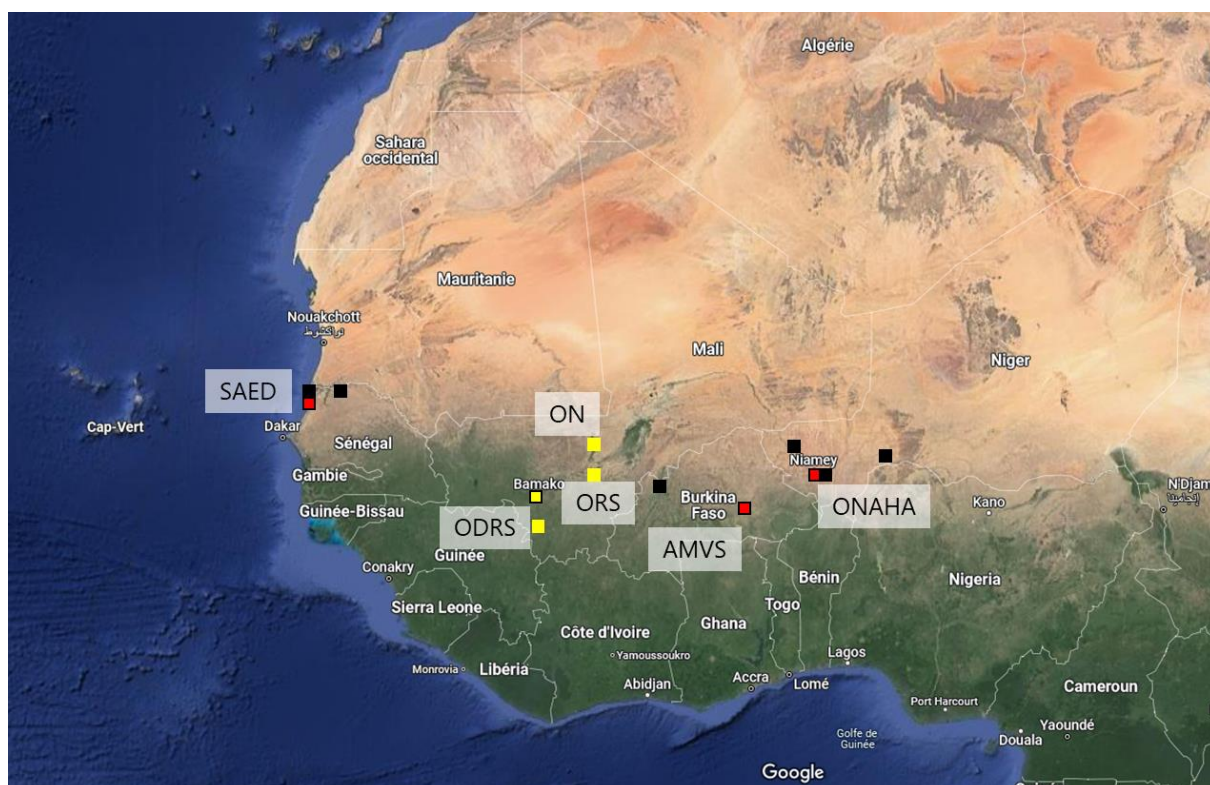 Algérie
Sahara
occidental
Mauritanie
Nouakchott
نواكشوط
Mali
Niger
SAED
Cap-Vert
Dakar
Sénégal
ON
Niamey
Gambie
Bamako
ORS
Burkina
Faso
ONAHA
Kano
N'Djam
إنجامينا
Guinée-Bissau
ODRS
Guinée
AMVS
Conakry
Bénin
Nigeria
Sierra Leone
Togo
Ghana
Côte d'Ivoire
Yamoussoukro
Monrovia
Libéria
Lagos
Accra
Lomé
Abidjan
Cameroun
Port Harcourt
Golfe de
Guinée
Yaoundé
Douala
Google